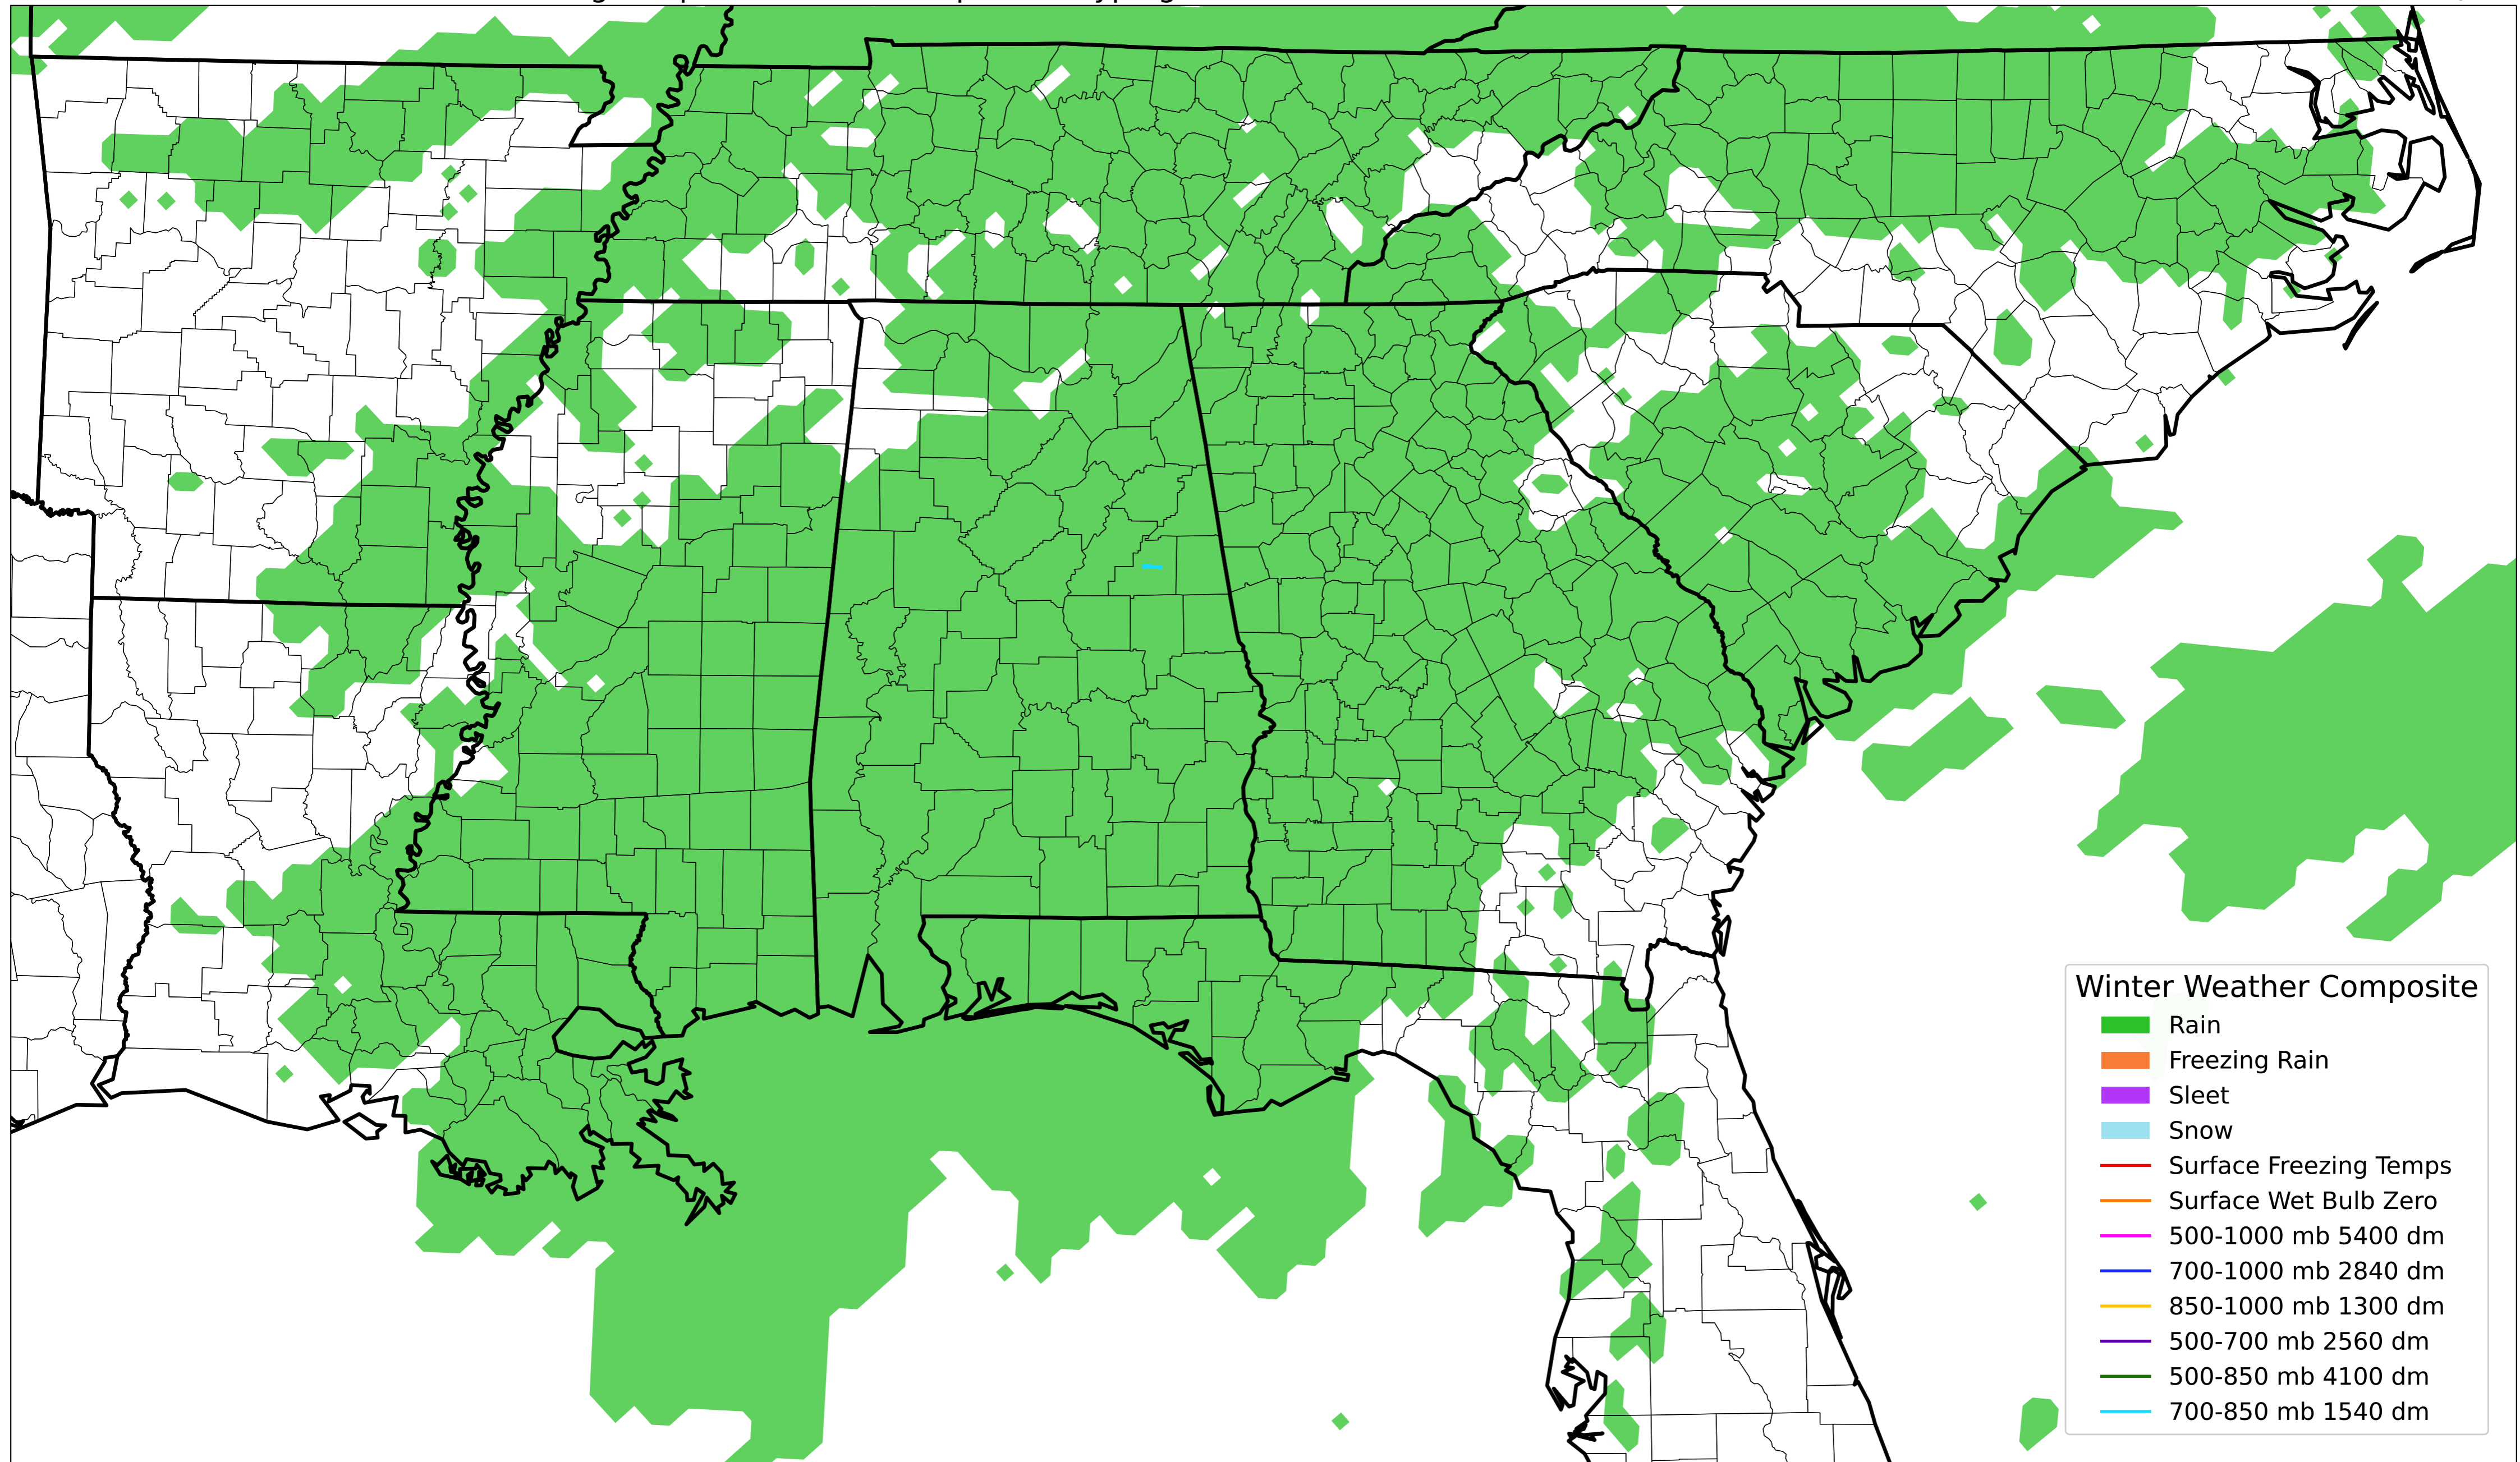 Winter Weather Composite
Rain
Freezing Rain
Sleet
Snow
Surface Freezing Temps
Surface Wet Bulb Zero
500-1000 mb 5400 dm
700-1000 mb 2840 dm
850-1000 mb 1300 dm
500-700 mb 2560 dm
500-850 mb 4100 dm
700-850 mb 1540 dm